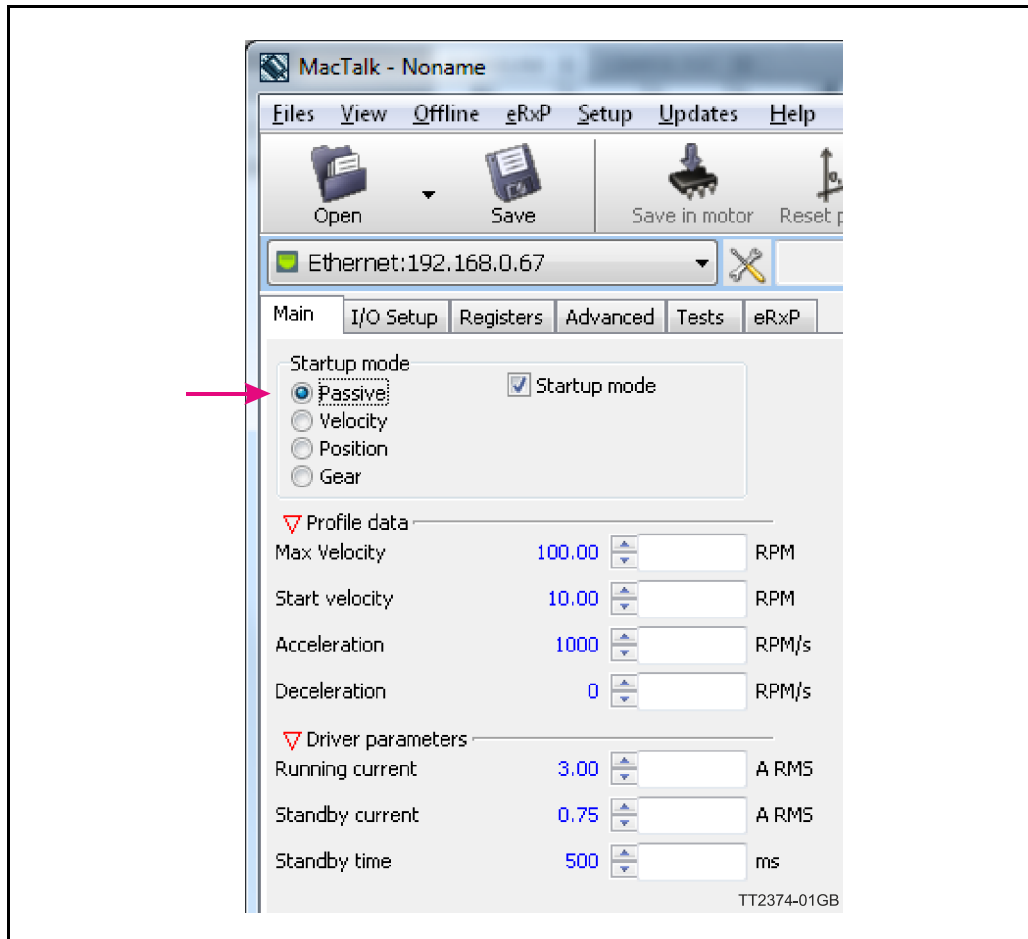 MacTalk - Noname
Files View Offline eRxP Setup Updates Help
Open Save Save in motor Reset
Ethernet:192.168.0.67
Main I/O Setup Registers Advanced Tests eRxP
Startup mode
Passive
Startup mode
Velocity
Position
Gear
Profile data
Max Velocity 100.00 RPM
Start velocity 10.00 RPM
Acceleration 1000 RPM/s
Deceleration 0 RPM/s
Driver parameters
Running current 3.00 A RMS
Standby current 0.75 A RMS
Standby time 500 ms
TT2374-01GB